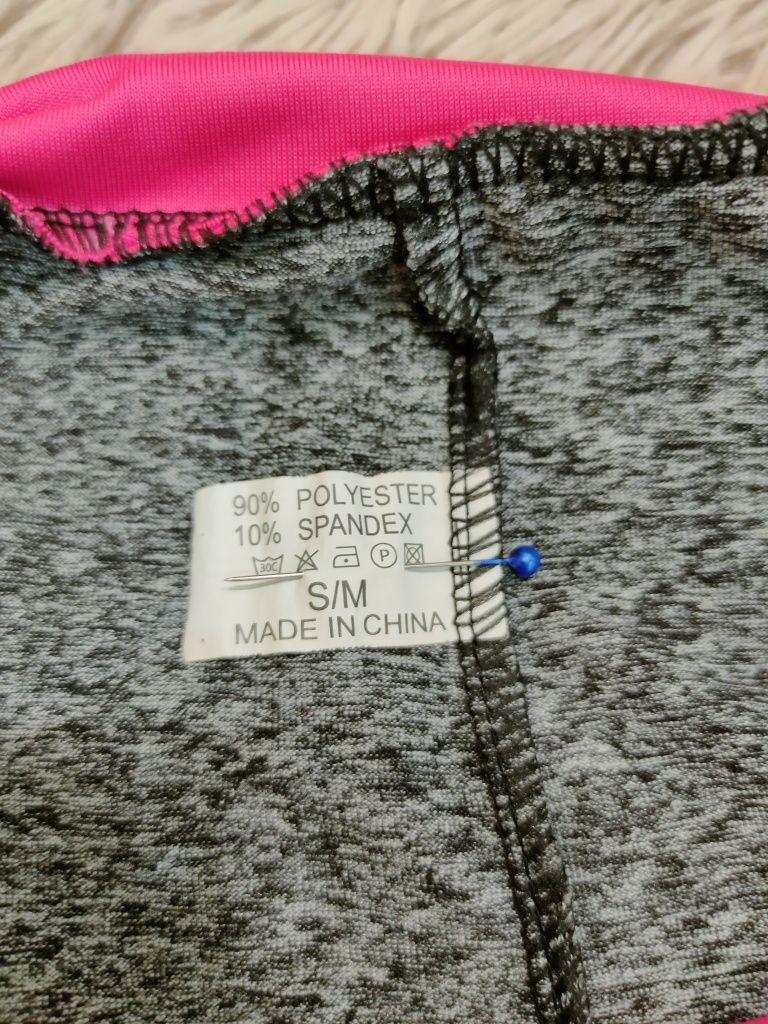 90% POLYESTER
10% SPANDEX
30C P
S/M
MADE IN CHINA